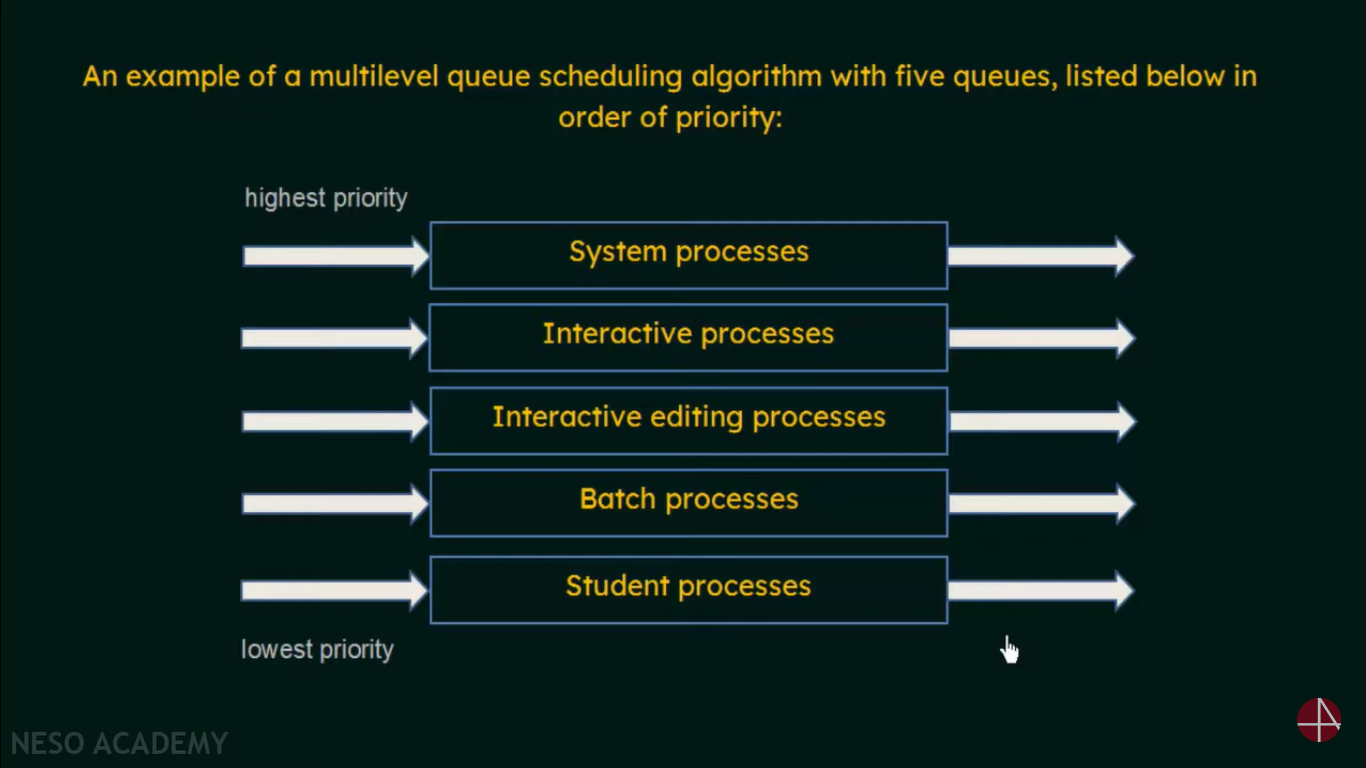 An example of a multilevel queue scheduling algorithm with five queues, listed below in
order of priority:
highest priority
System processes
Interactive processes
Interactive editing processes
Batch processes
Student processes
lowest priority
NESO ACADEMY